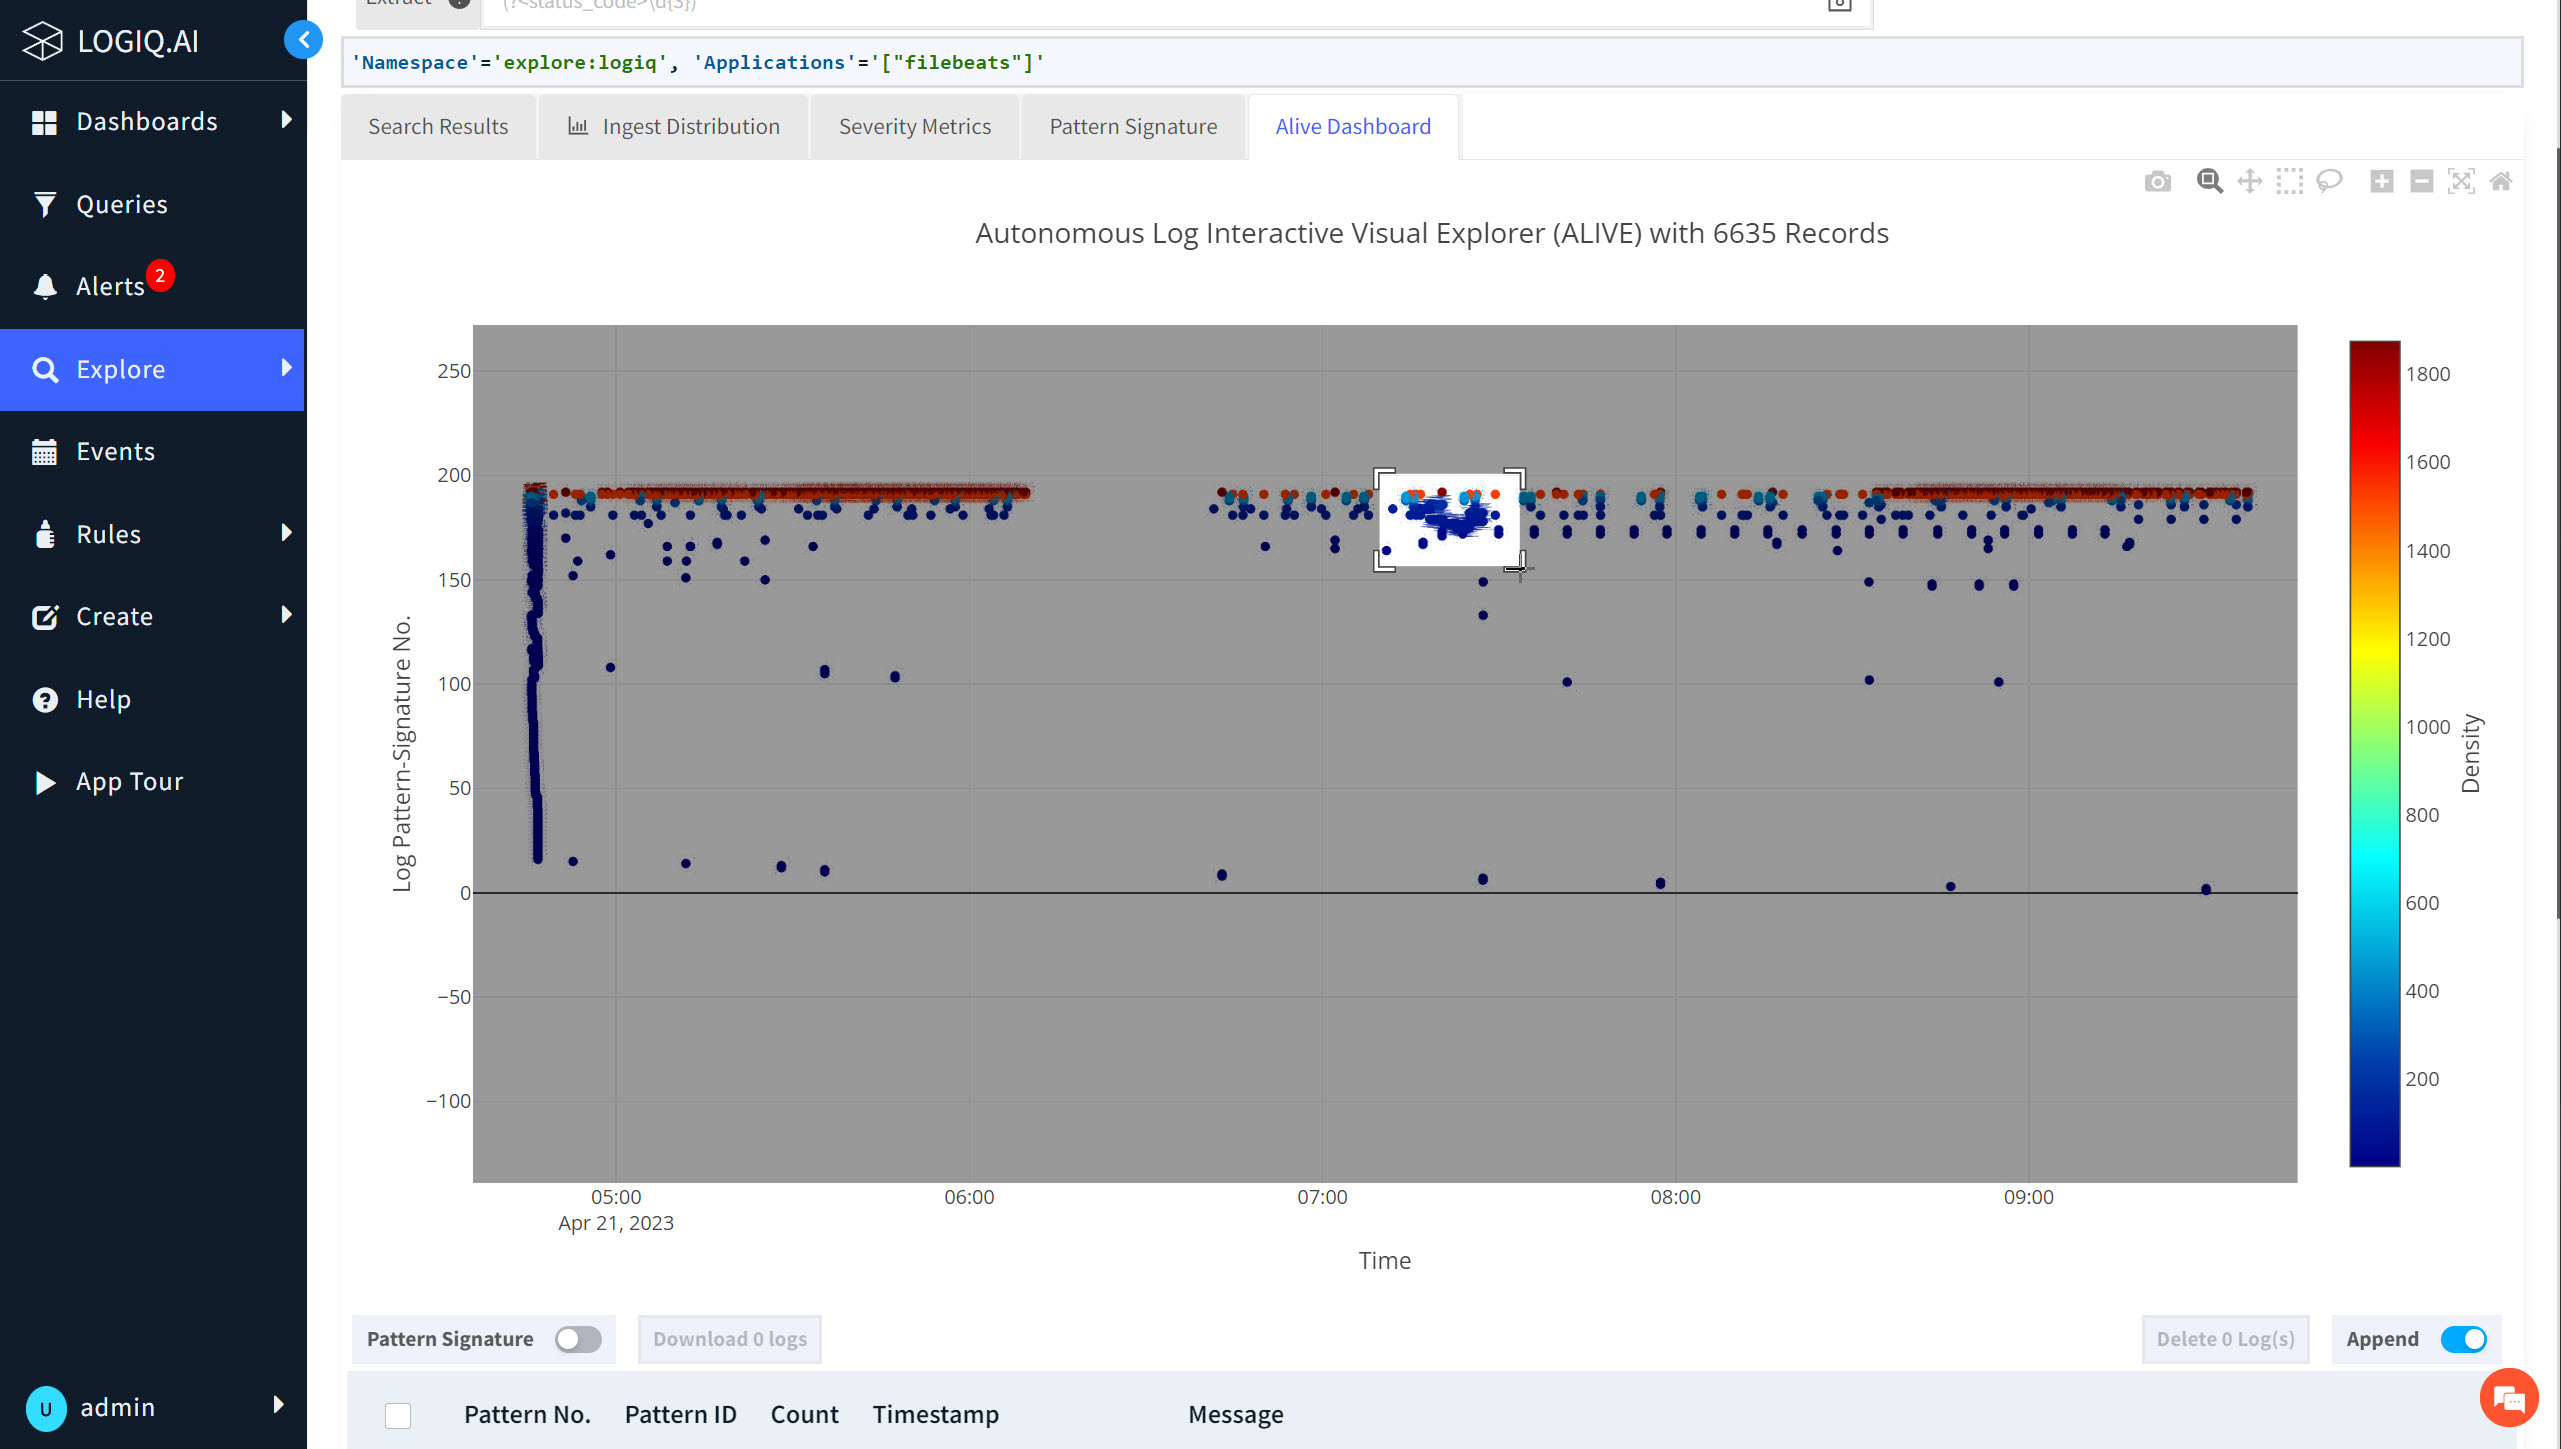 LOGIQ.AI
Dashboards
Queries
Alerts 2
Explore
Events
Rules
Create
Help
App Tour
U admin
Extract ?
(?<status_code>\d{3})
'Namespace'='explore:logiq', 'Applications'='["filebeats"]'
Search Results
Ingest Distribution
Severity Metrics
Pattern Signature
Alive Dashboard
Autonomous Log Interactive Visual Explorer (ALIVE) with 6635 Records
250
200
150
100
50
0
−50
−100
Log Pattern-Signature No.
05:00
06:00
07:00
08:00
09:00
Apr 21, 2023
Time
1800
1600
1400
1200
1000
800
600
400
200
Density
Pattern Signature
Download 0 logs
Delete 0 Log(s)
Append
Pattern No.
Pattern ID
Count
Timestamp
Message